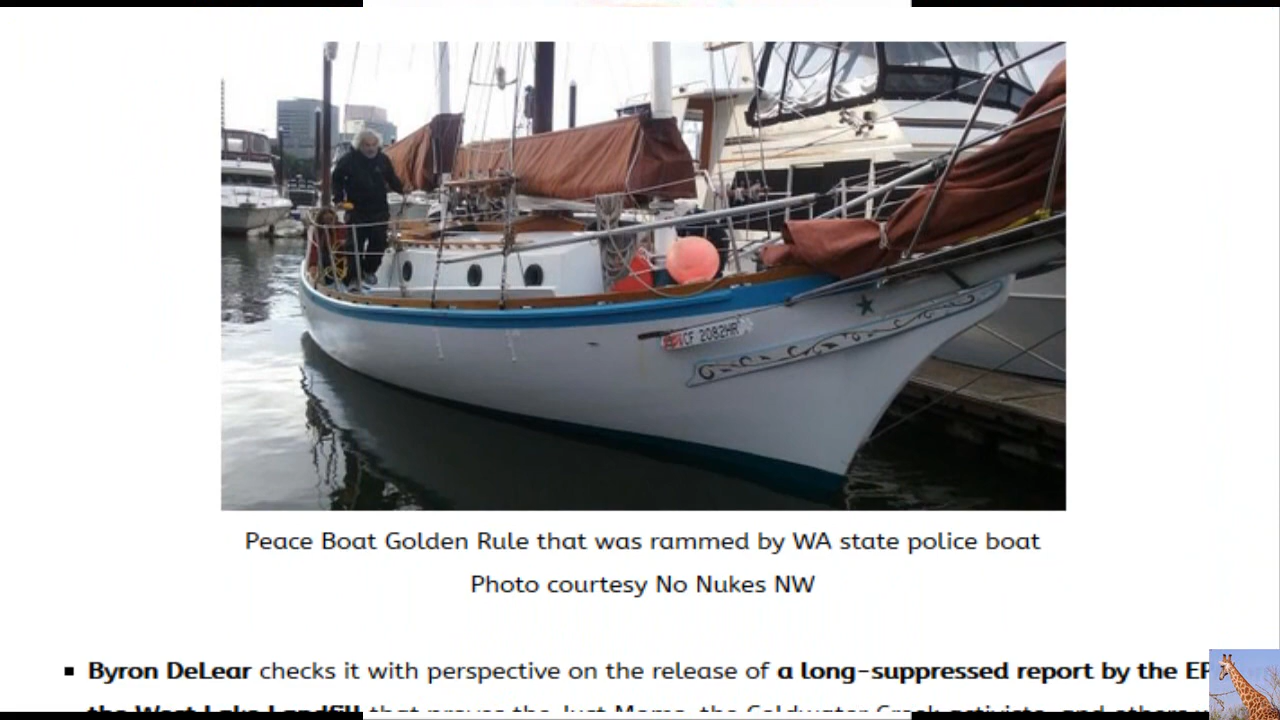 CF 2082HR
Peace Boat Golden Rule that was rammed by WA state police boat
Photo courtesy No Nukes NW
▪ Byron DeLear checks it with perspective on the release of a long-suppressed report by the EP
the West Lake Landfill that proves the Just Moms, the Coldwater Creek activists, and others